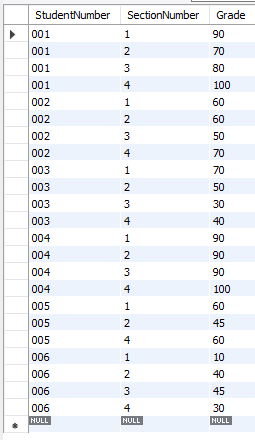 StudentNumber SectionNumber Grade
001 1 90
001 2 70
001 3 80
001 4 100
002 1 60
002 2 60
002 3 50
002 4 70
003 1 70
003 2 50
003 3 30
003 4 40
004 1 90
004 2 90
004 3 90
004 4 100
005 1 60
005 2 45
005 4 60
006 1 10
006 2 40
006 3 45
006 4 30
NULL NULL NULL